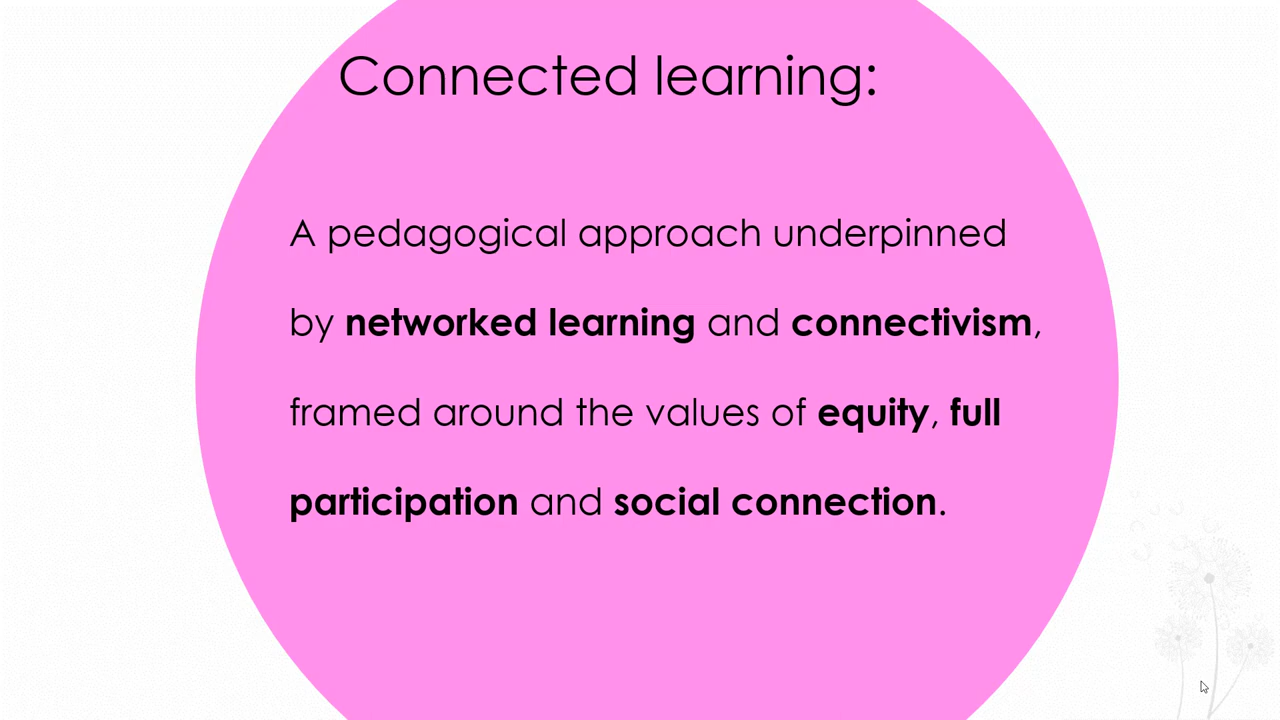 Connected learning:
A pedagogical approach underpinned
by networked learning and connectivism,
framed around the values of equity, full
participation and social connection.